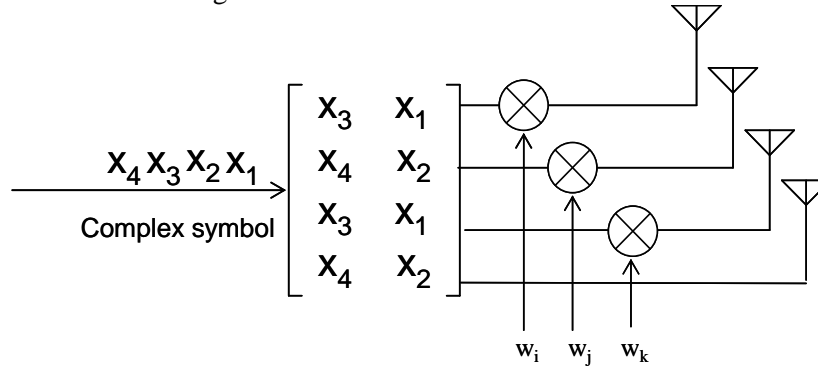 x₃ x₁
x₄ x₂
x₄ x₃ x₂ x₁
Complex symbol
x₃ x₁
x₄ x₂
wᵢ wⱼ wₖ